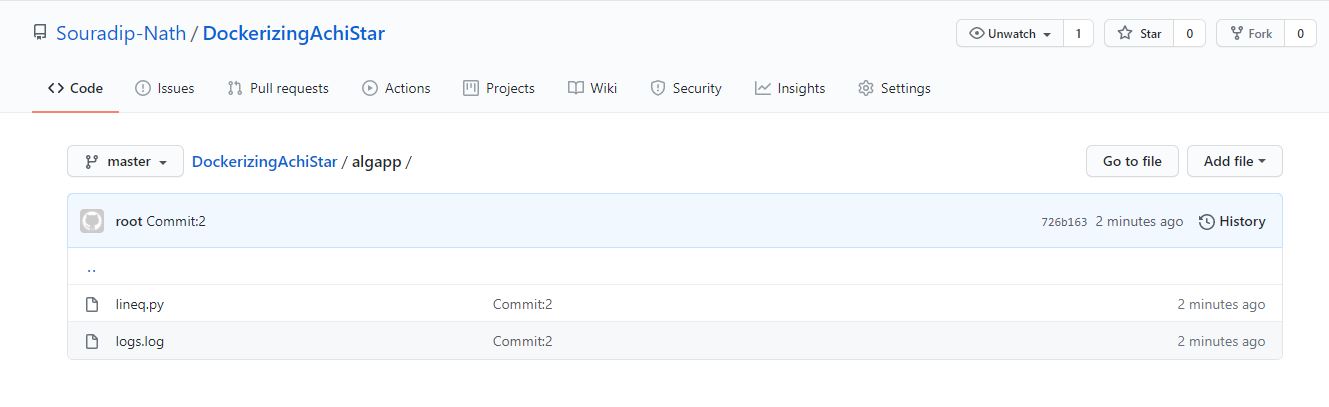 Souradip-Nath / DockerizingAchiStar
Unwatch 1 Star 0 Fork 0
Code Issues Pull requests Actions Projects Wiki Security Insights Settings
master DockerizingAchiStar / algapp / Go to file Add file
root Commit:2 726b163 2 minutes ago History
..
lineq.py Commit:2 2 minutes ago
logs.log Commit:2 2 minutes ago